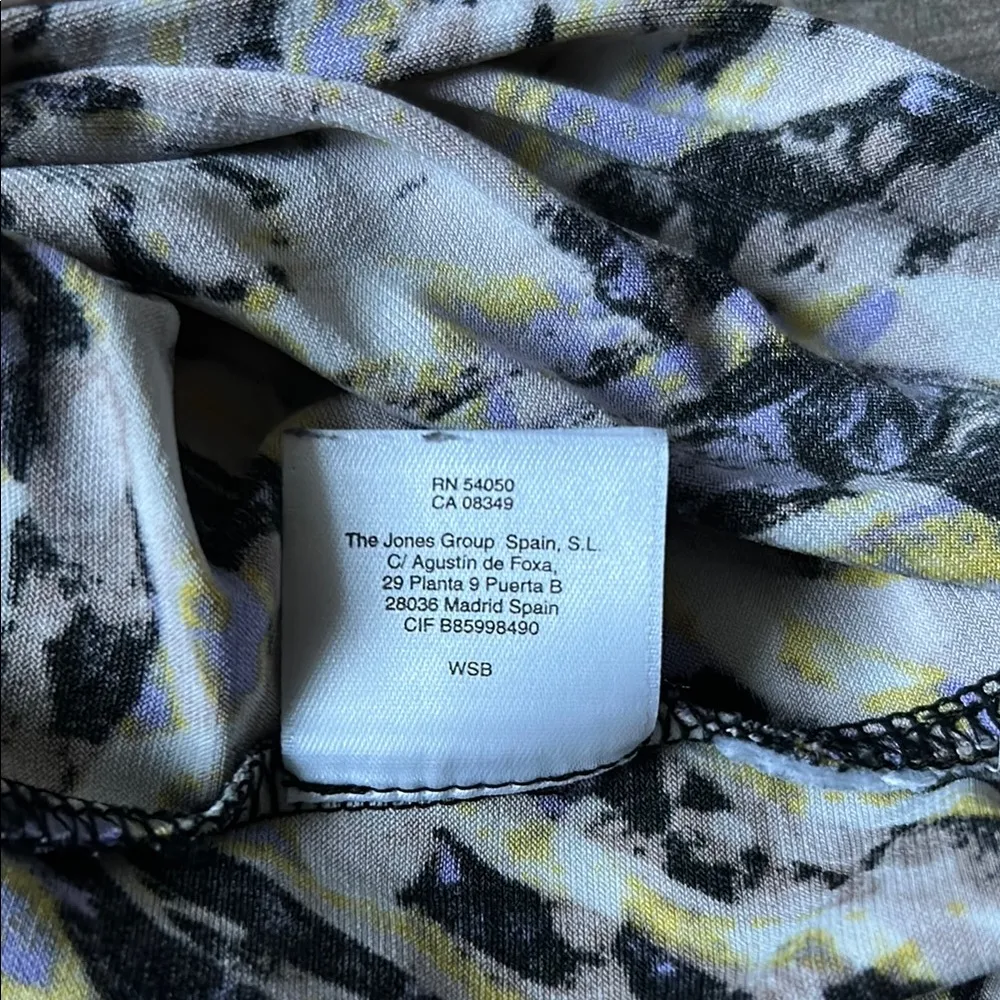 RN 54050
CA 08349
The Jones Group Spain, S.L.
C/ Agustin de Foxa,
29 Planta 9 Puerta B
28036 Madrid Spain
CIF B85998490
WSB